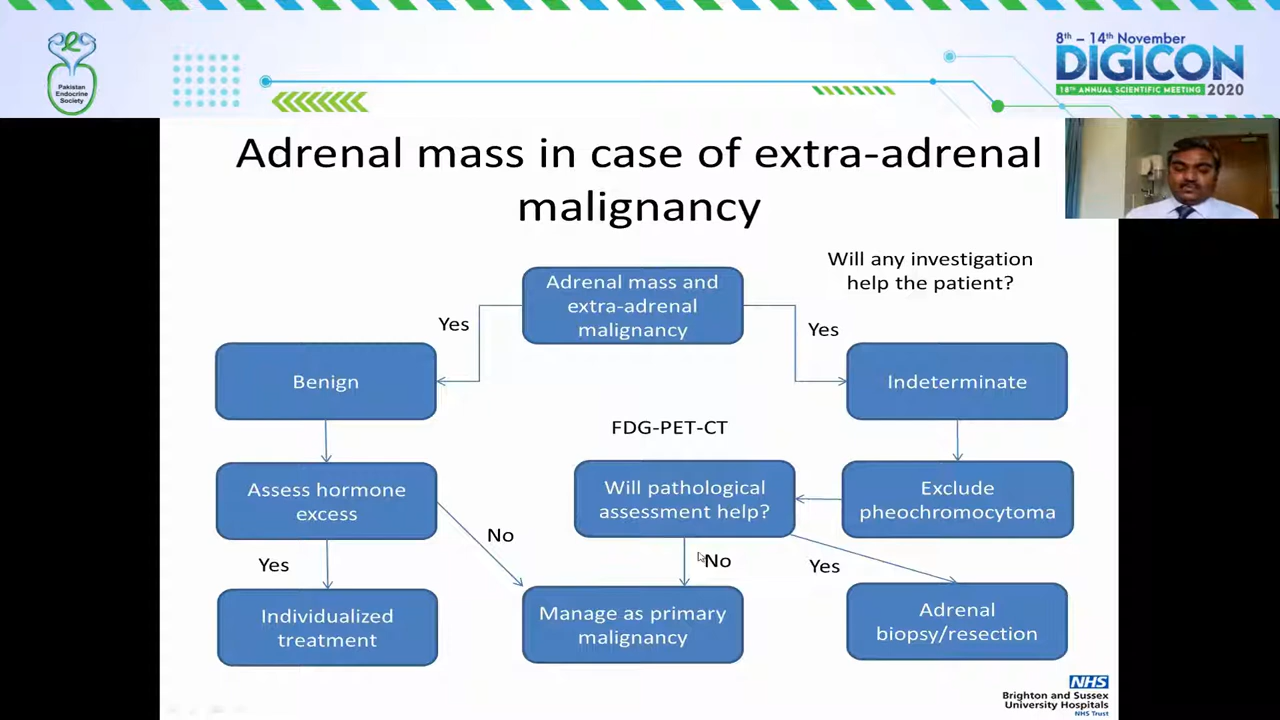 Pakistan
Endocrine
Society
8th – 14th November
DIGICON
18TH ANNUAL SCIENTIFIC MEETING 2020
Adrenal mass in case of extra-adrenal
malignancy
Will any investigation
help the patient?
Adrenal mass and
extra-adrenal
malignancy
Yes
Yes
Benign
Indeterminate
FDG-PET-CT
Assess hormone
excess
Will pathological
assessment help?
Exclude
pheochromocytoma
No
No
Yes
Yes
Individualized
treatment
Manage as primary
malignancy
Adrenal
biopsy/resection
NHS
Brighton and Sussex
University Hospitals
NHS Trust